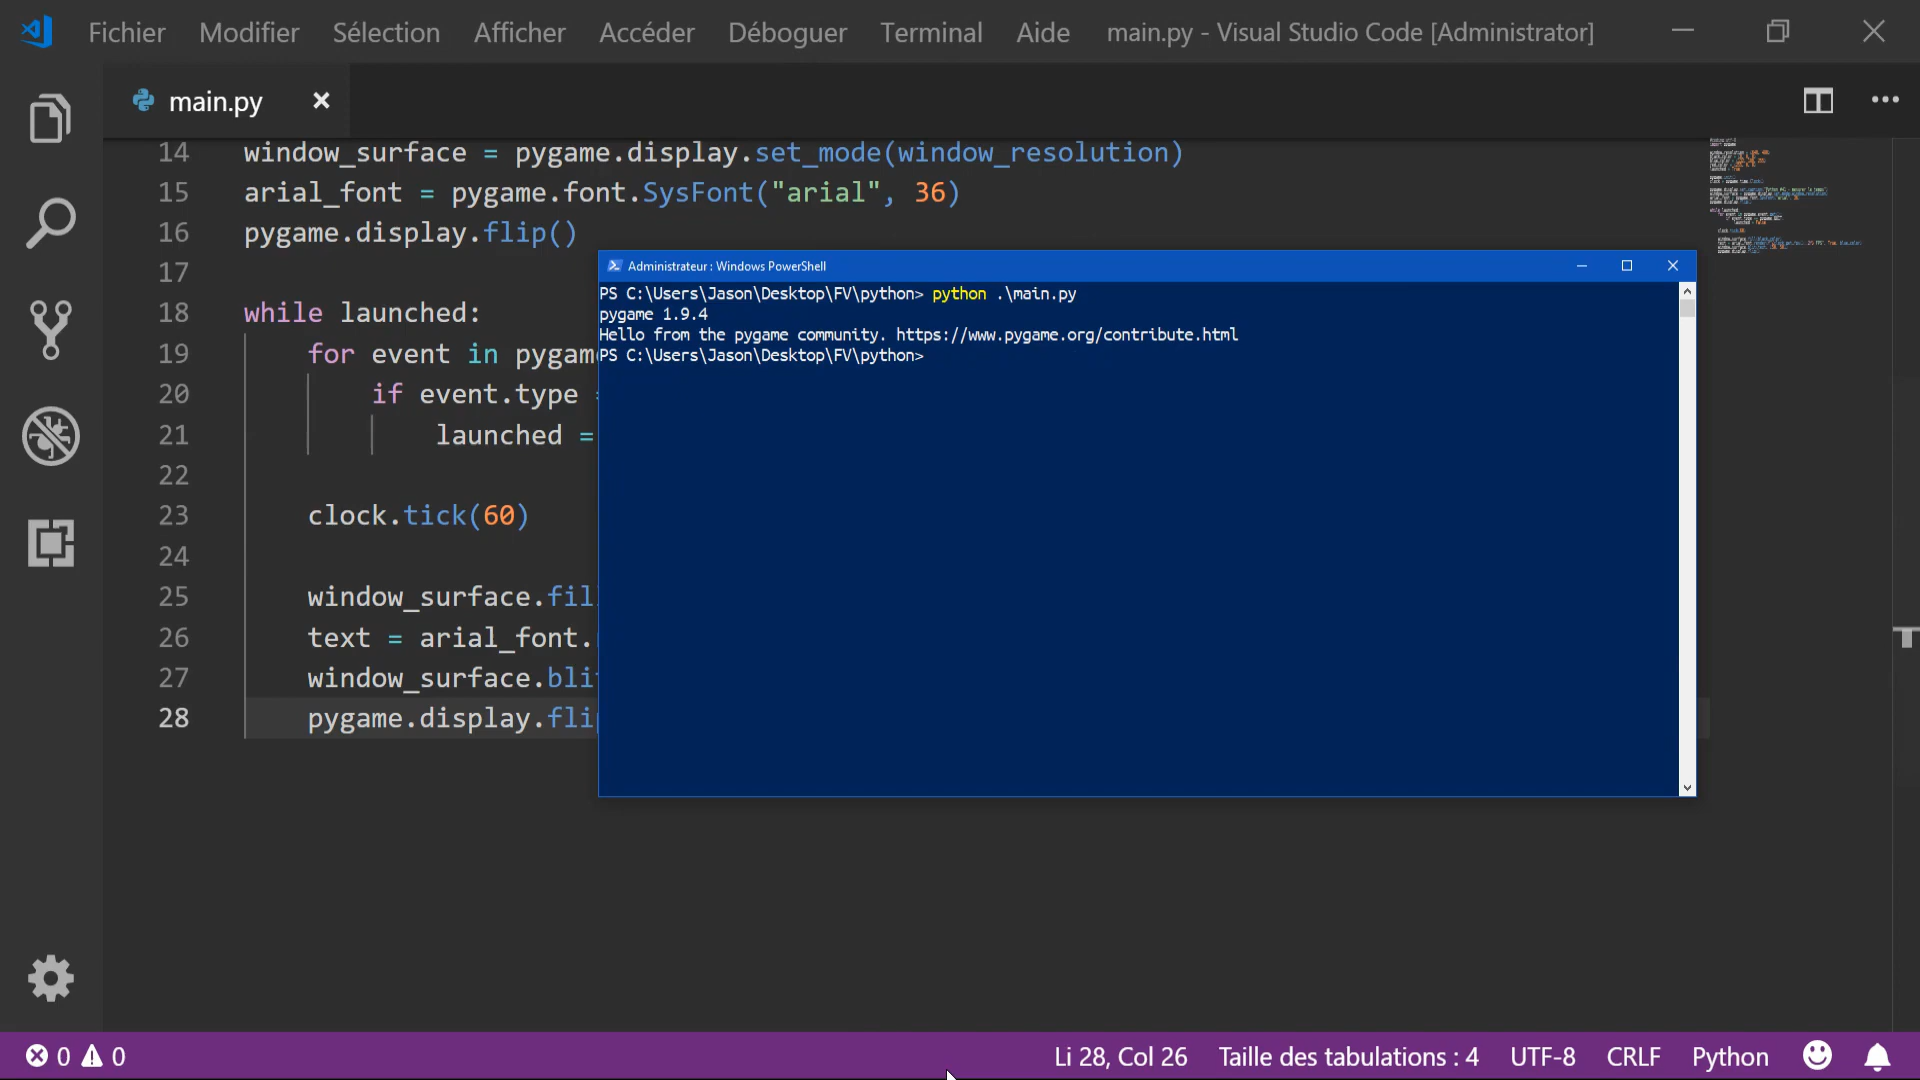 Fichier Modifier Sélection Afficher Accéder Déboguer Terminal Aide main.py - Visual Studio Code [Administrator]
main.py
14 window_surface = pygame.display.set_mode(window_resolution)
15 arial_font = pygame.font.SysFont("arial", 36)
16 pygame.display.flip()
17
18 while launched:
19 for event in pygam
20 if event.type =
21 launched =
22
23 clock.tick(60)
24
25 window_surface.fil
26 text = arial_font.
27 window_surface.bli
28 pygame.display.flip
Administrateur : Windows PowerShell
PS C:\Users\Jason\Desktop\FV\python> python .\main.py
pygame 1.9.4
Hello from the pygame community. https://www.pygame.org/contribute.html
PS C:\Users\Jason\Desktop\FV\python>
0 0 Li 28, Col 26 Taille des tabulations : 4 UTF-8 CRLF Python